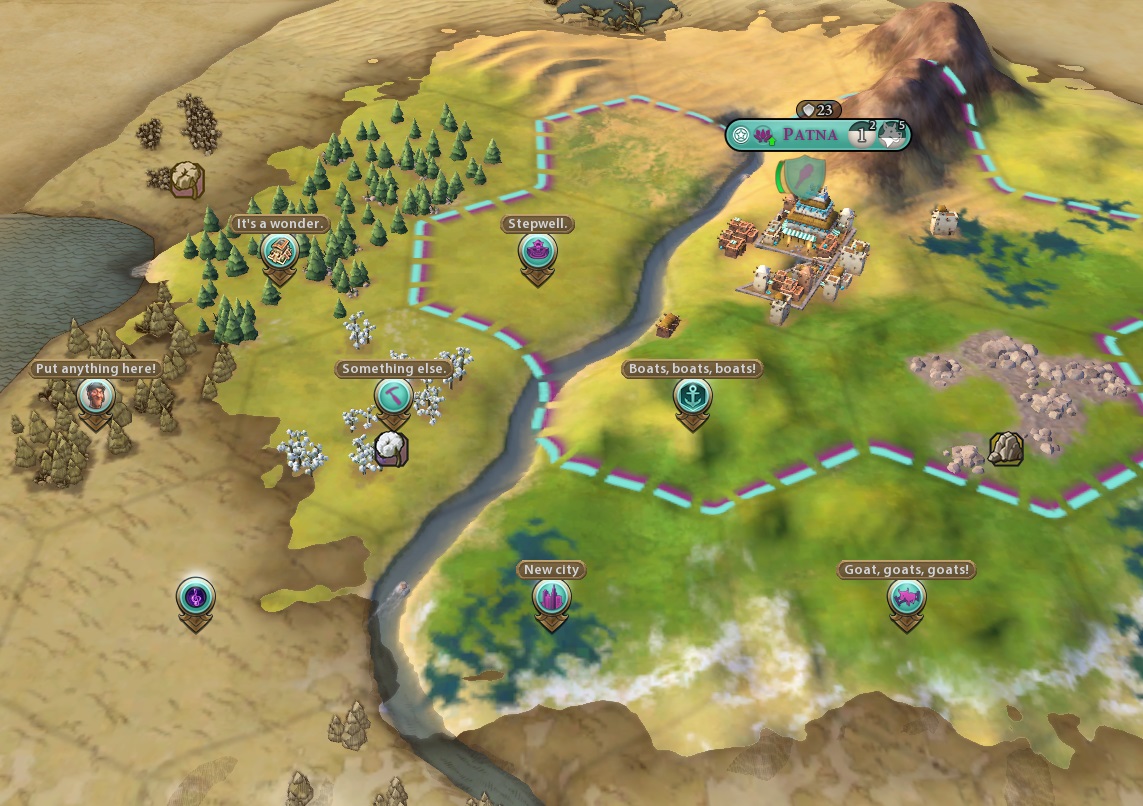 23
PATNA 1 2 5
It's a wonder.
Stepwell.
Put anything here!
Something else.
Boats, boats, boats!
New city
Goat, goats, goats!